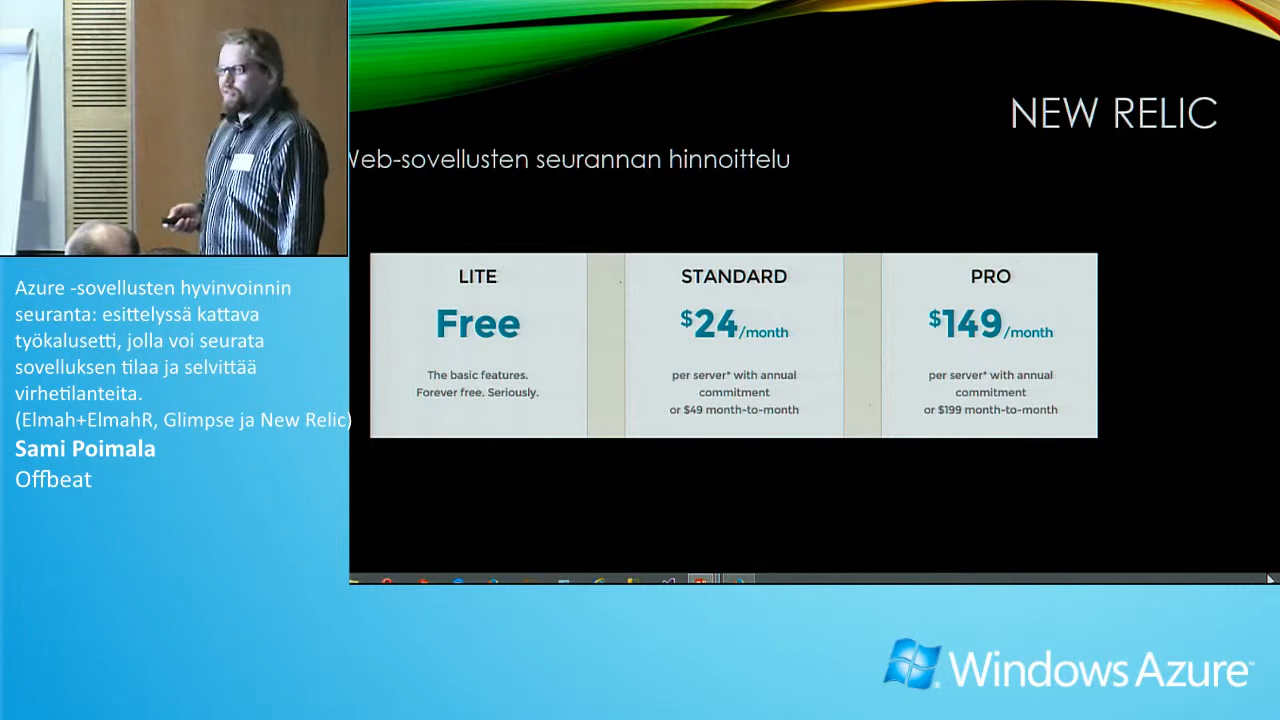 NEW RELIC
Web-sovellusten seurannan hinnoittelu
LITE
Free
The basic features.
Forever free. Seriously.
STANDARD
$24/month
per server* with annual
commitment
or $49 month-to-month
PRO
$149/month
per server* with annual
commitment
or $199 month-to-month
Azure -sovellusten hyvinvoinnin
seuranta: esittelyssä kattava
työkalusetti, jolla voi seurata
sovelluksen tilaa ja selvittää
virhetilanteita.
(Elmah+ElmahR, Glimpse ja New Relic)
Sami Poimala
Offbeat
Windows Azure™